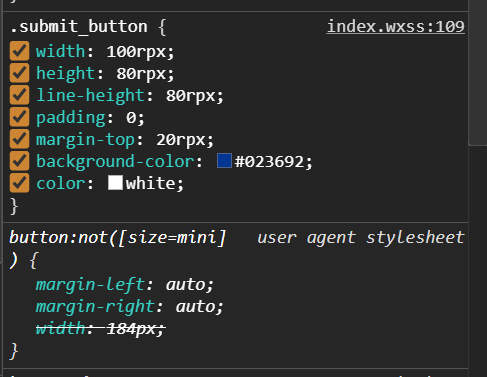 .submit_button { index.wxss:109
width: 100rpx;
height: 80rpx;
line-height: 80rpx;
padding: 0;
margin-top: 20rpx;
background-color: #023692;
color: white;
}
button:not([size=mini] user agent stylesheet
) {
margin-left: auto;
margin-right: auto;
width: 184px;
}